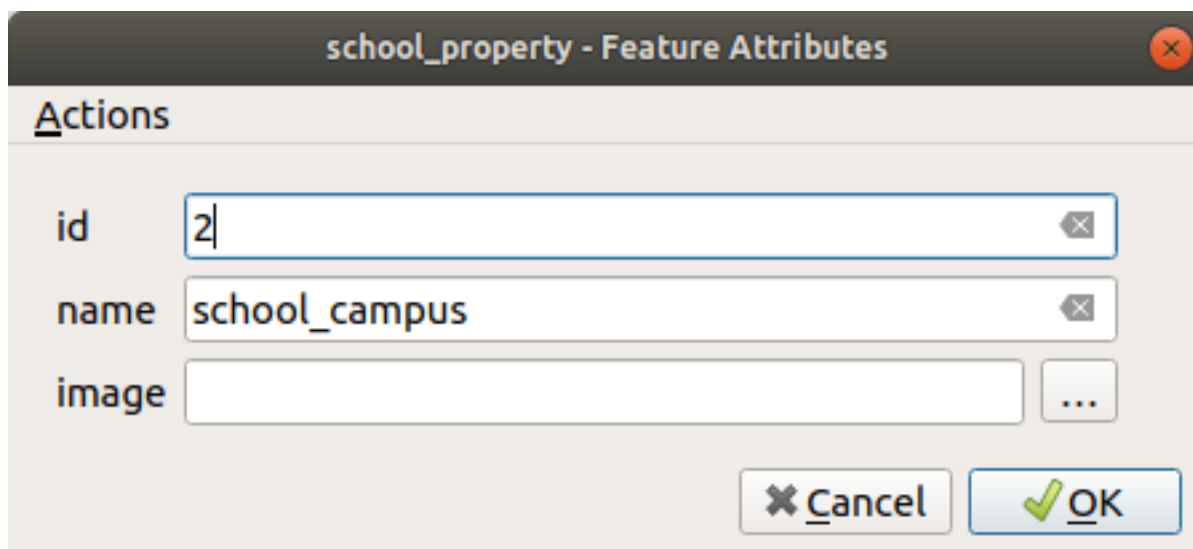 school_property - Feature Attributes
Actions
id 2
name school_campus
image ...
Cancel OK